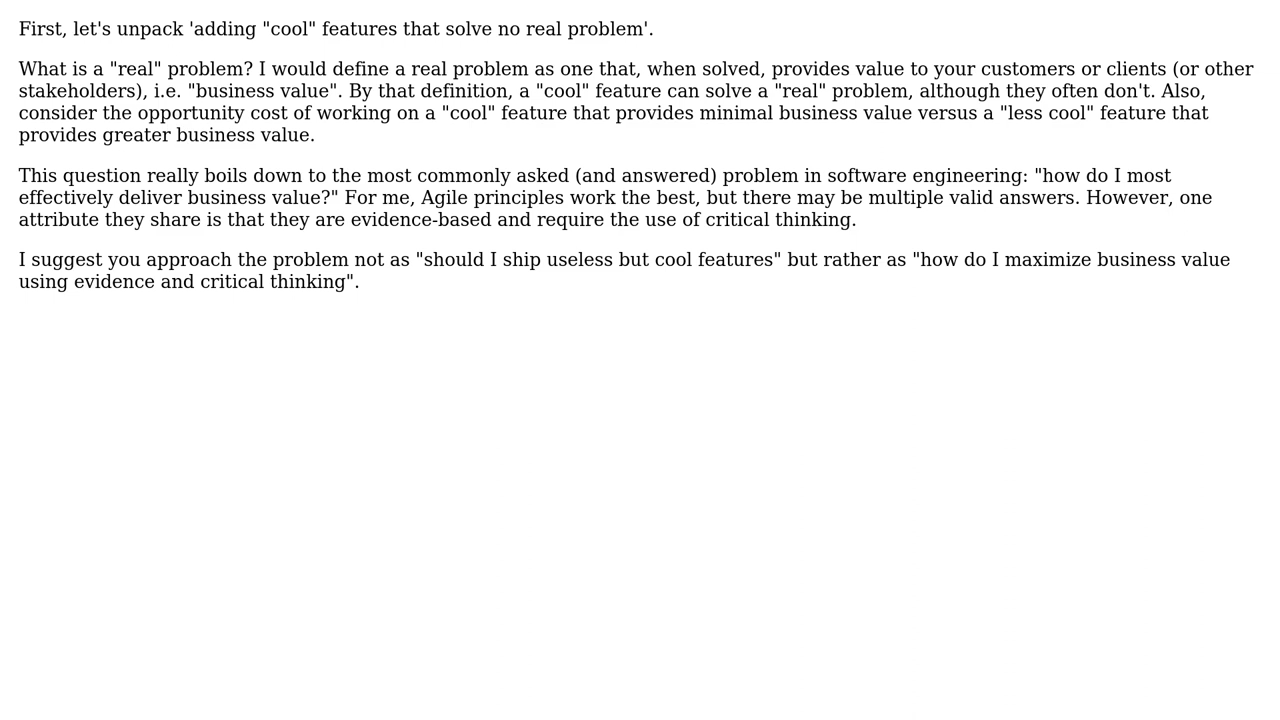 First, let's unpack 'adding "cool" features that solve no real problem'.
What is a "real" problem? I would define a real problem as one that, when solved, provides value to your customers or clients (or other
stakeholders), i.e. "business value". By that definition, a "cool" feature can solve a "real" problem, although they often don't. Also,
consider the opportunity cost of working on a "cool" feature that provides minimal business value versus a "less cool" feature that
provides greater business value.
This question really boils down to the most commonly asked (and answered) problem in software engineering: "how do I most
effectively deliver business value?" For me, Agile principles work the best, but there may be multiple valid answers. However, one
attribute they share is that they are evidence-based and require the use of critical thinking.
I suggest you approach the problem not as "should I ship useless but cool features" but rather as "how do I maximize business value
using evidence and critical thinking".